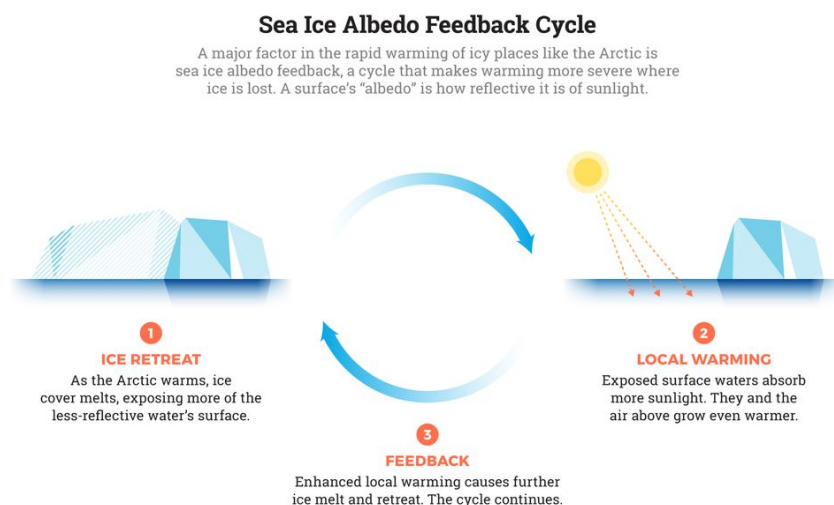 Sea Ice Albedo Feedback Cycle
A major factor in the rapid warming of icy places like the Arctic is
sea ice albedo feedback, a cycle that makes warming more severe where
ice is lost. A surface's “albedo” is how reflective it is of sunlight.
1
ICE RETREAT
As the Arctic warms, ice
cover melts, exposing more of the
less-reflective water's surface.
2
LOCAL WARMING
Exposed surface waters absorb
more sunlight. They and the
air above grow even warmer.
3
FEEDBACK
Enhanced local warming causes further
ice melt and retreat. The cycle continues.